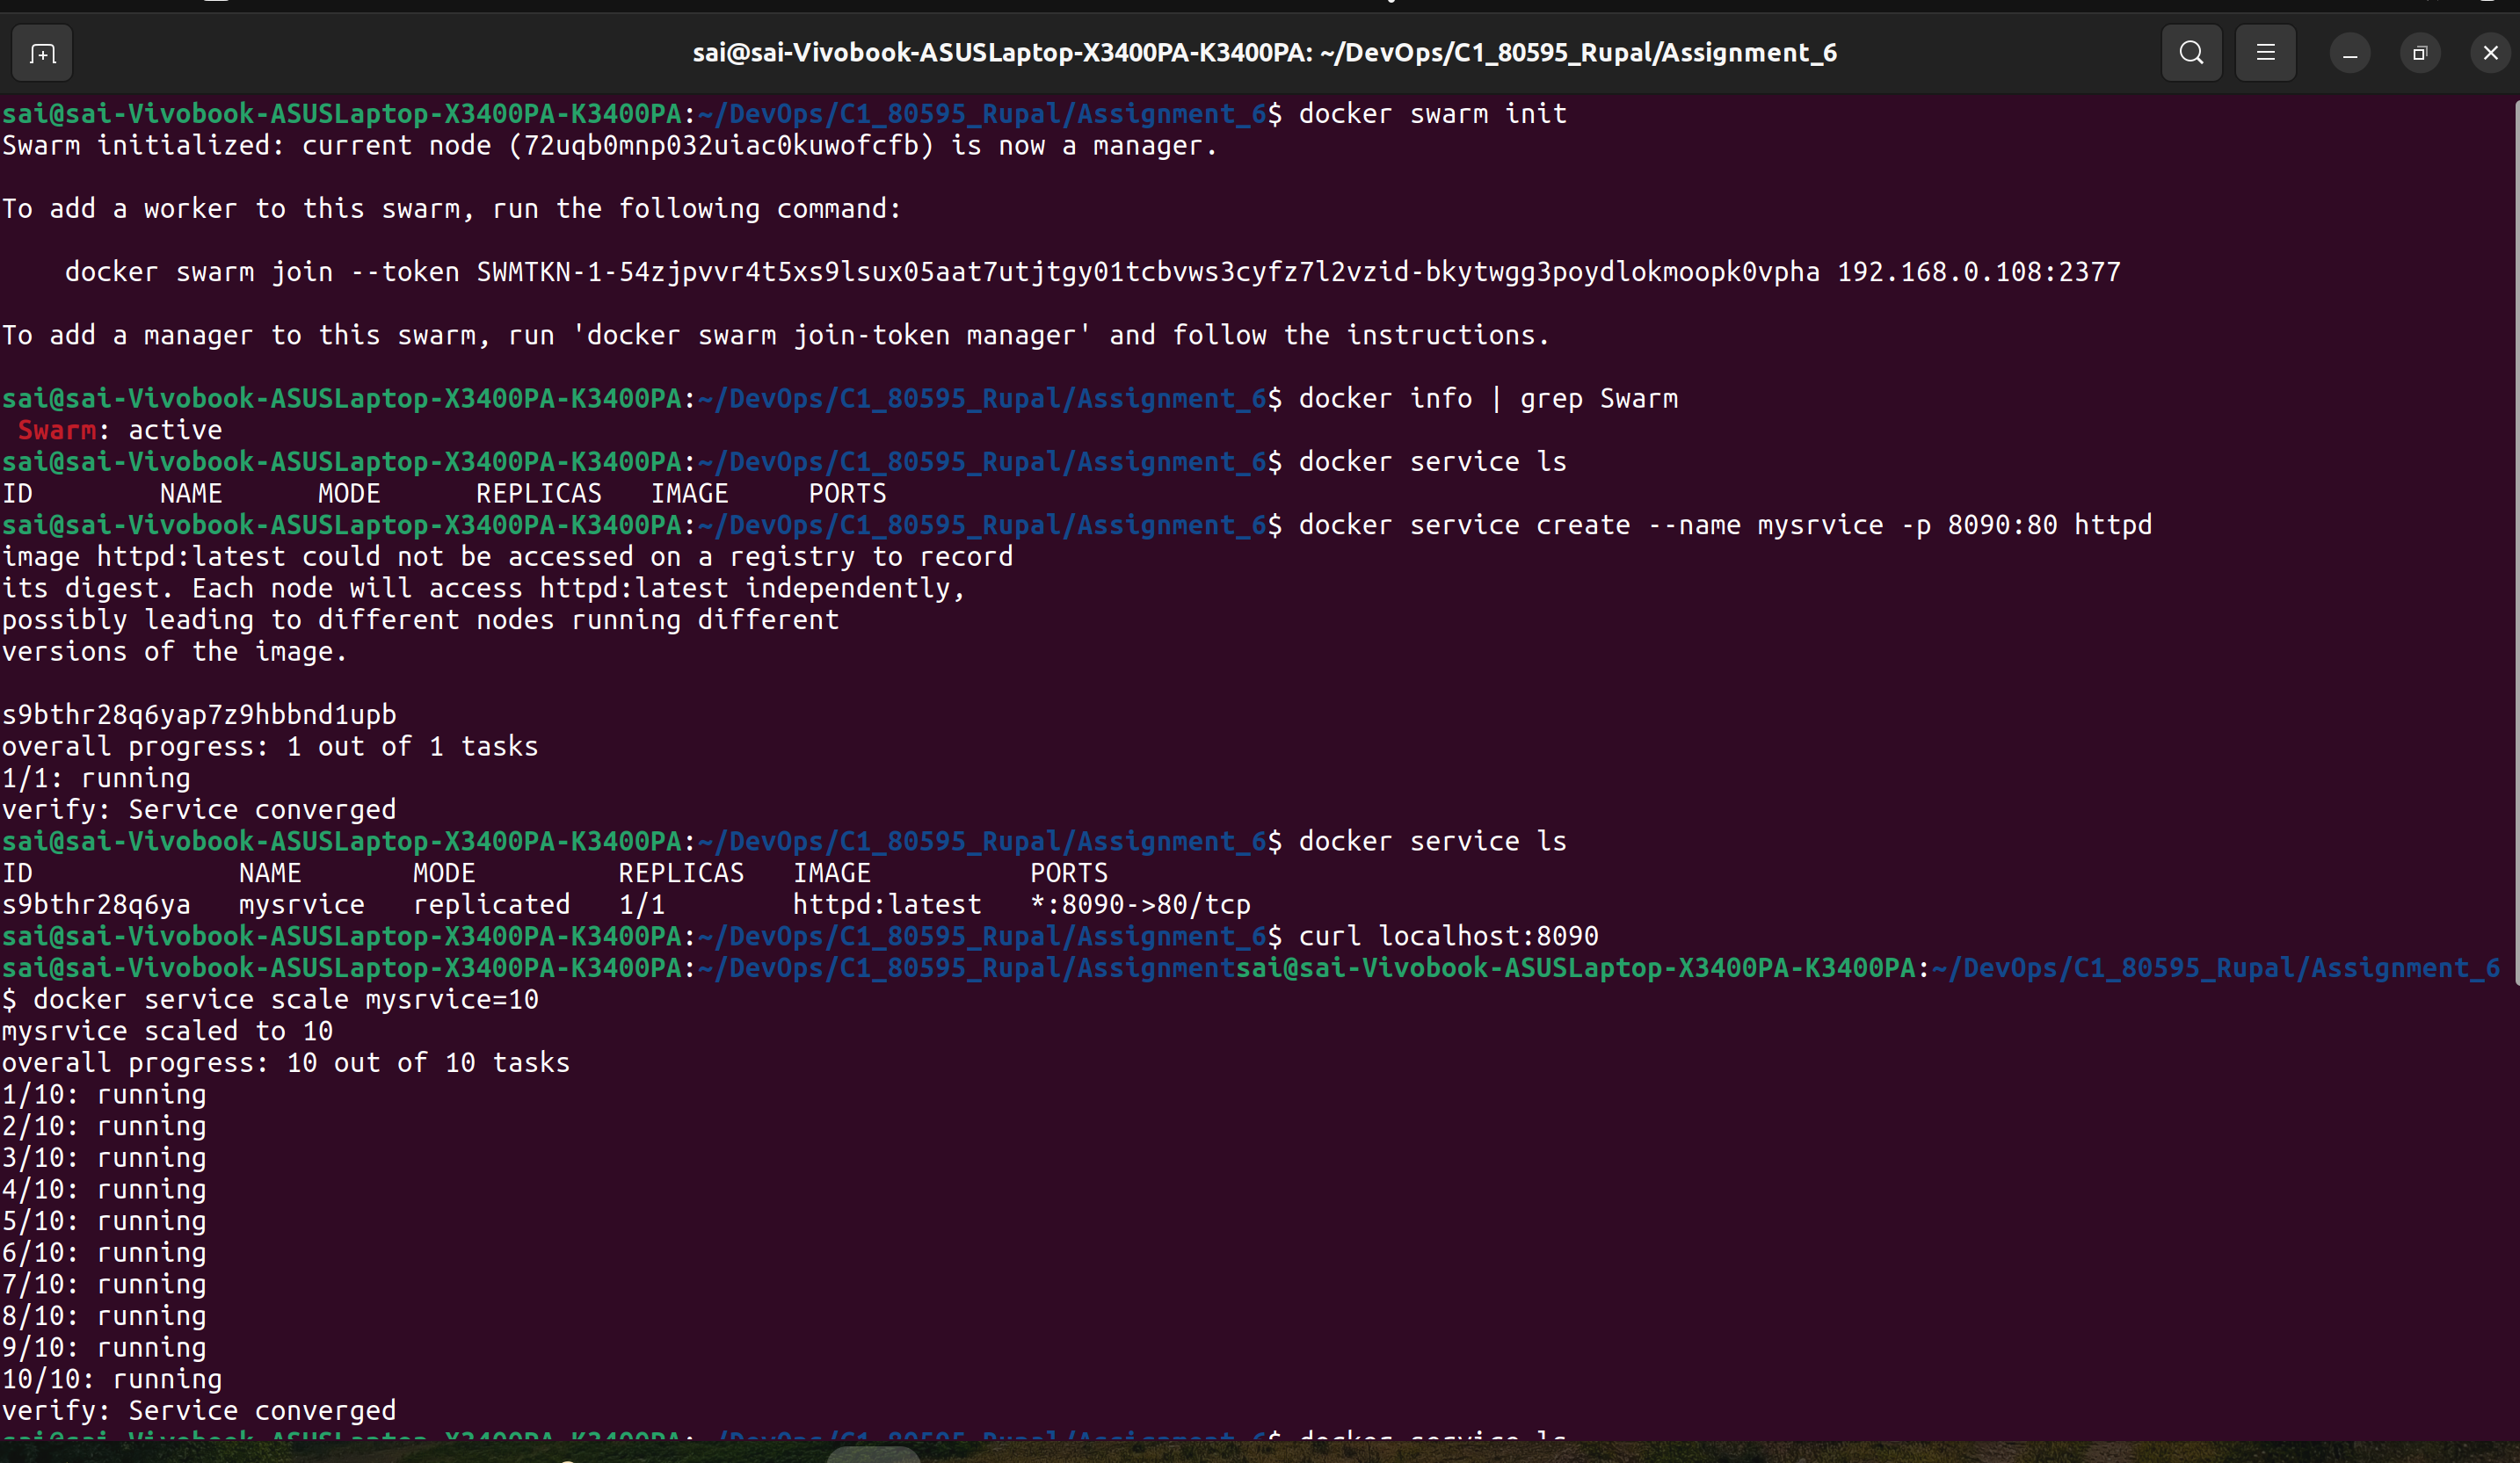 sai@sai-Vivobook-ASUSLaptop-X3400PA-K3400PA: ~/DevOps/C1_80595_Rupal/Assignment_6
sai@sai-Vivobook-ASUSLaptop-X3400PA-K3400PA:~/DevOps/C1_80595_Rupal/Assignment_6$ docker swarm init
Swarm initialized: current node (72uqb0mnp032uiac0kuwofcfb) is now a manager.
To add a worker to this swarm, run the following command:
    docker swarm join --token SWMTKN-1-54zjpvvr4t5xs9lsux05aat7utjtgy01tcbvws3cyfz7l2vzid-bkytwgg3poydlokmoopk0vpha 192.168.0.108:2377
To add a manager to this swarm, run 'docker swarm join-token manager' and follow the instructions.
sai@sai-Vivobook-ASUSLaptop-X3400PA-K3400PA:~/DevOps/C1_80595_Rupal/Assignment_6$ docker info | grep Swarm
 Swarm: active
sai@sai-Vivobook-ASUSLaptop-X3400PA-K3400PA:~/DevOps/C1_80595_Rupal/Assignment_6$ docker service ls
ID        NAME      MODE      REPLICAS   IMAGE     PORTS
sai@sai-Vivobook-ASUSLaptop-X3400PA-K3400PA:~/DevOps/C1_80595_Rupal/Assignment_6$ docker service create --name mysrvice -p 8090:80 httpd
image httpd:latest could not be accessed on a registry to record
its digest. Each node will access httpd:latest independently,
possibly leading to different nodes running different
versions of the image.
s9bthr28q6yap7z9hbbnd1upb
overall progress: 1 out of 1 tasks
1/1: running
verify: Service converged
sai@sai-Vivobook-ASUSLaptop-X3400PA-K3400PA:~/DevOps/C1_80595_Rupal/Assignment_6$ docker service ls
ID             NAME       MODE         REPLICAS   IMAGE          PORTS
s9bthr28q6ya   mysrvice   replicated   1/1        httpd:latest   *:8090->80/tcp
sai@sai-Vivobook-ASUSLaptop-X3400PA-K3400PA:~/DevOps/C1_80595_Rupal/Assignment_6$ curl localhost:8090
sai@sai-Vivobook-ASUSLaptop-X3400PA-K3400PA:~/DevOps/C1_80595_Rupal/Assignmentsai@sai-Vivobook-ASUSLaptop-X3400PA-K3400PA:~/DevOps/C1_80595_Rupal/Assignment_6
$ docker service scale mysrvice=10
mysrvice scaled to 10
overall progress: 10 out of 10 tasks
1/10: running
2/10: running
3/10: running
4/10: running
5/10: running
6/10: running
7/10: running
8/10: running
9/10: running
10/10: running
verify: Service converged
sai@sai-Vivobook-ASUSLaptop-X3400PA-K3400PA:~/DevOps/C1_80595_Rupal/Assignment_6$ docker service ls